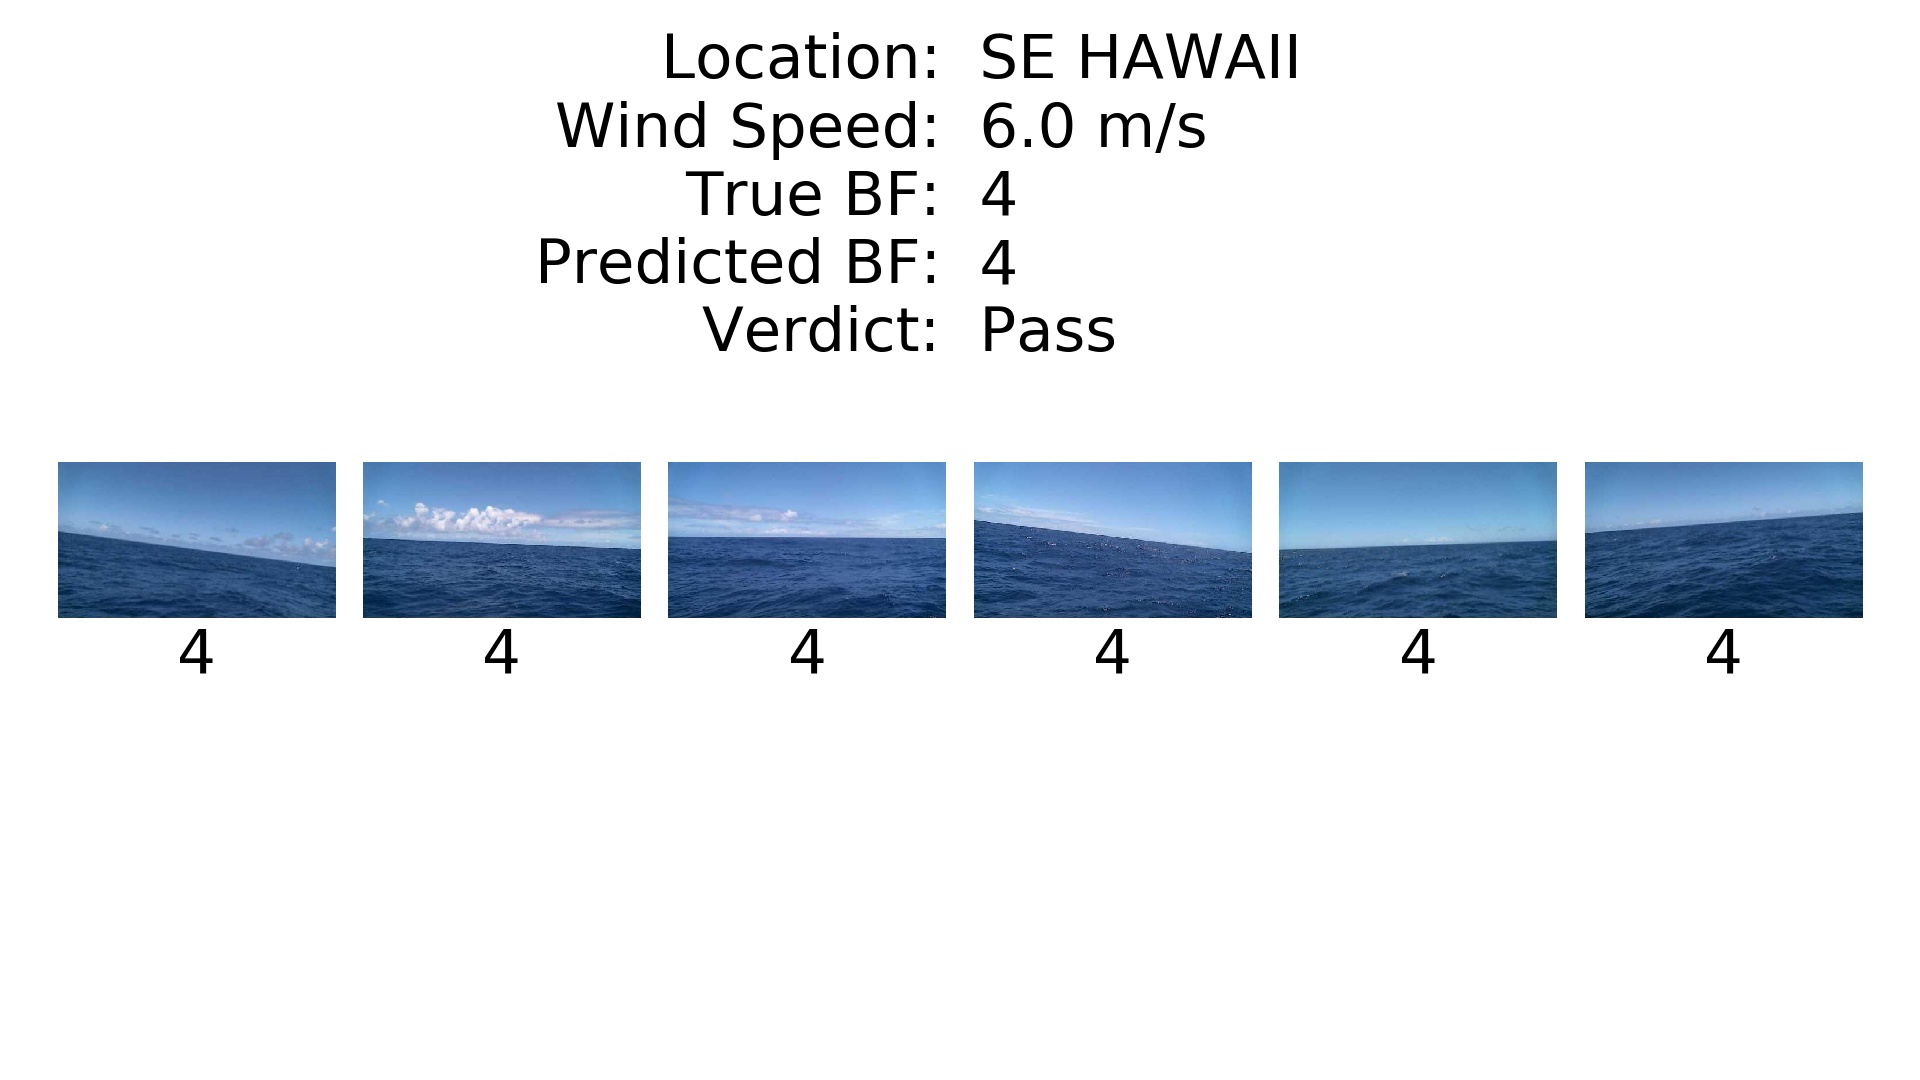 Location: SE HAWAII
Wind Speed: 6.0 m/s
True BF: 4
Predicted BF: 4
Verdict: Pass
4 4 4 4 4 4